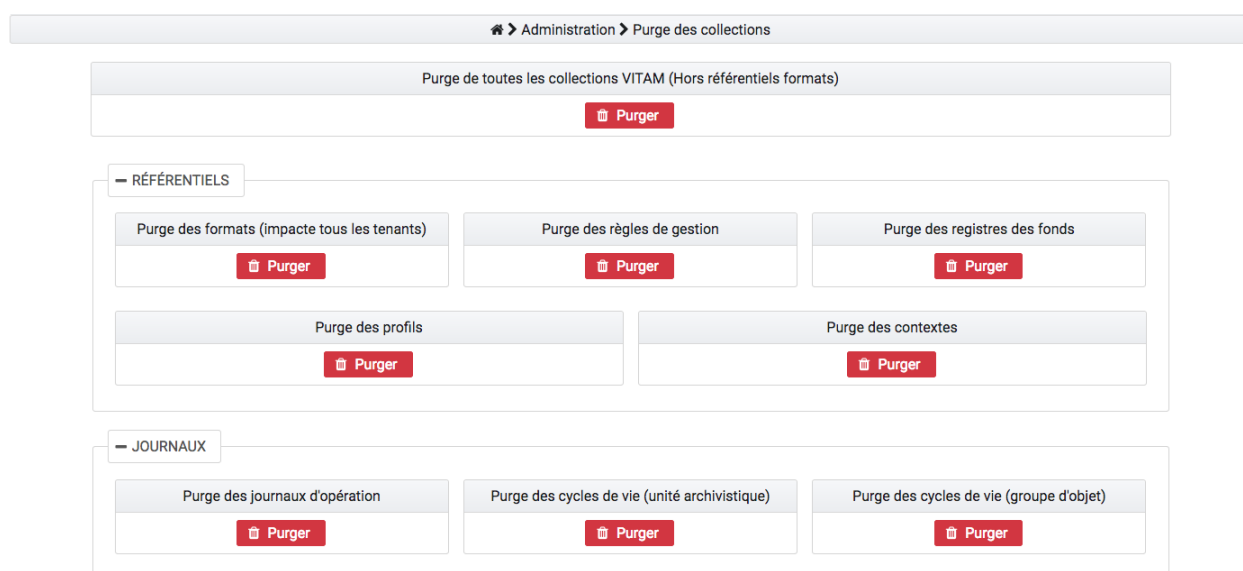 Administration Purge des collections
Purge de toutes les collections VITAM (Hors référentiels formats)
Purger
RÉFÉRENTIELS
Purge des formats (impacte tous les tenants)
Purge des règles de gestion
Purge des registres des fonds
Purger
Purger
Purger
Purge des profils
Purge des contextes
Purger
Purger
JOURNAUX
Purge des journaux d'opération
Purge des cycles de vie (unité archivistique)
Purge des cycles de vie (groupe d'objet)
Purger
Purger
Purger